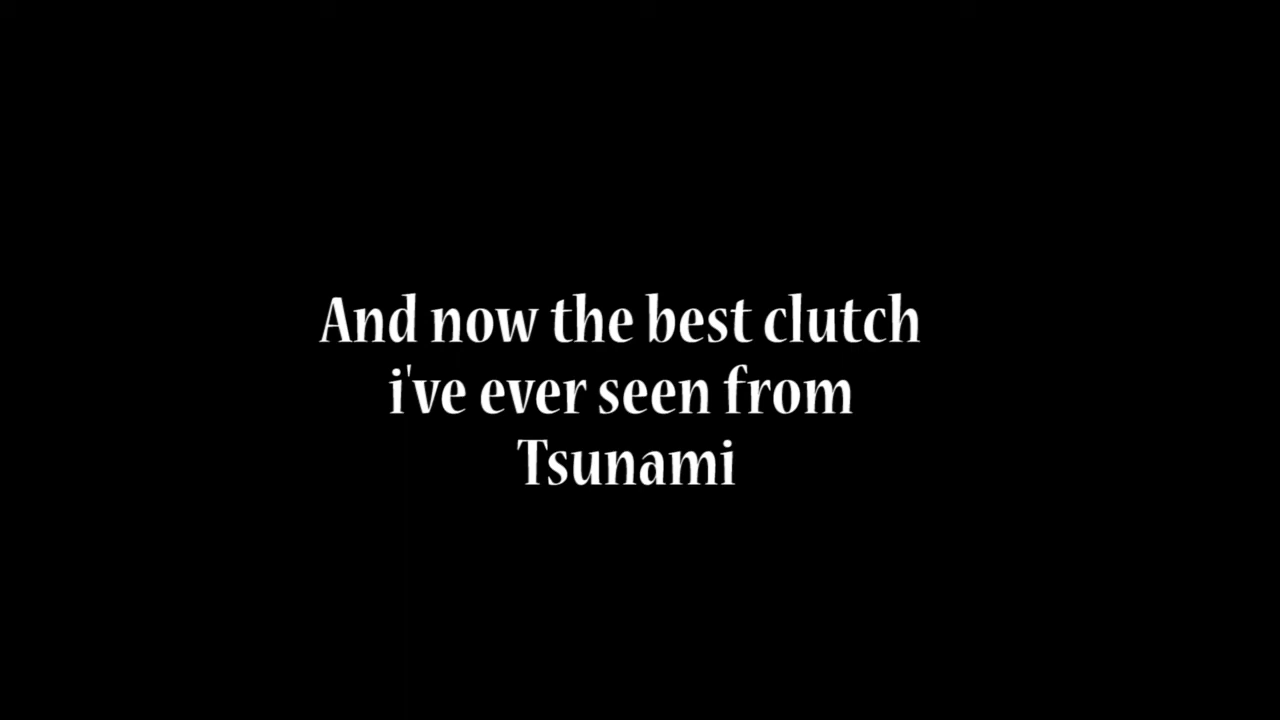 And now the best clutch
i've ever seen from
Tsunami